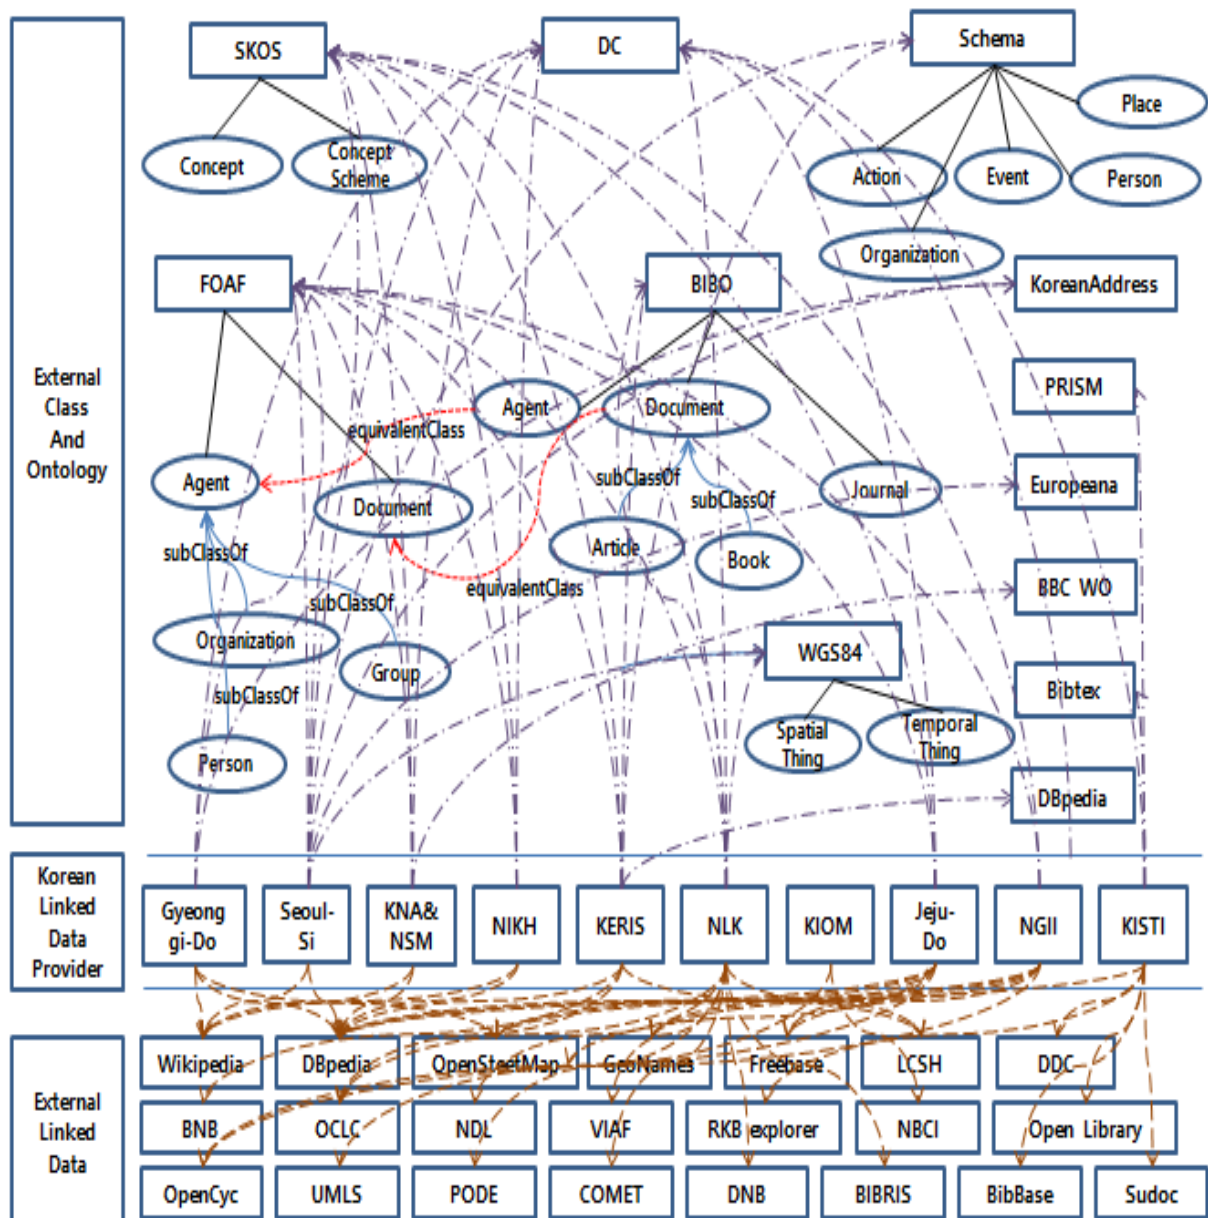 SKOS
DC
Schema
Place
Concept
Concept
Scheme
Action
Event
Person
Organization
FOAF
BIBO
KoreanAddress
External
Class
And
Ontology
PRISM
Agent
Document
equivalentClass
Agent
Document
subClassOf
subClassOf
Journal
Europeana
Article
Book
subClassOf
equivalentClass
subClassOf
BBC WO
Organization
Group
WGS84
subClassOf
Bibtex
Person
Spatial
Thing
Temporal
Thing
DBpedia
Korean
Linked
Data
Provider
Gyeong
gi-Do
Seoul-
Si
KNA&
NSM
NIKH
KERIS
NLK
KIOM
Jeju-
Do
NGII
KISTI
External
Linked
Data
Wikipedia
DBpedia
OpenSteetMap
GeoNames
Freebase
LCSH
DDC
BNB
OCLC
NDL
VIAF
RKB explorer
NBCI
Open Library
OpenCyc
UMLS
PODE
COMET
DNB
BIBRIS
BibBase
Sudoc